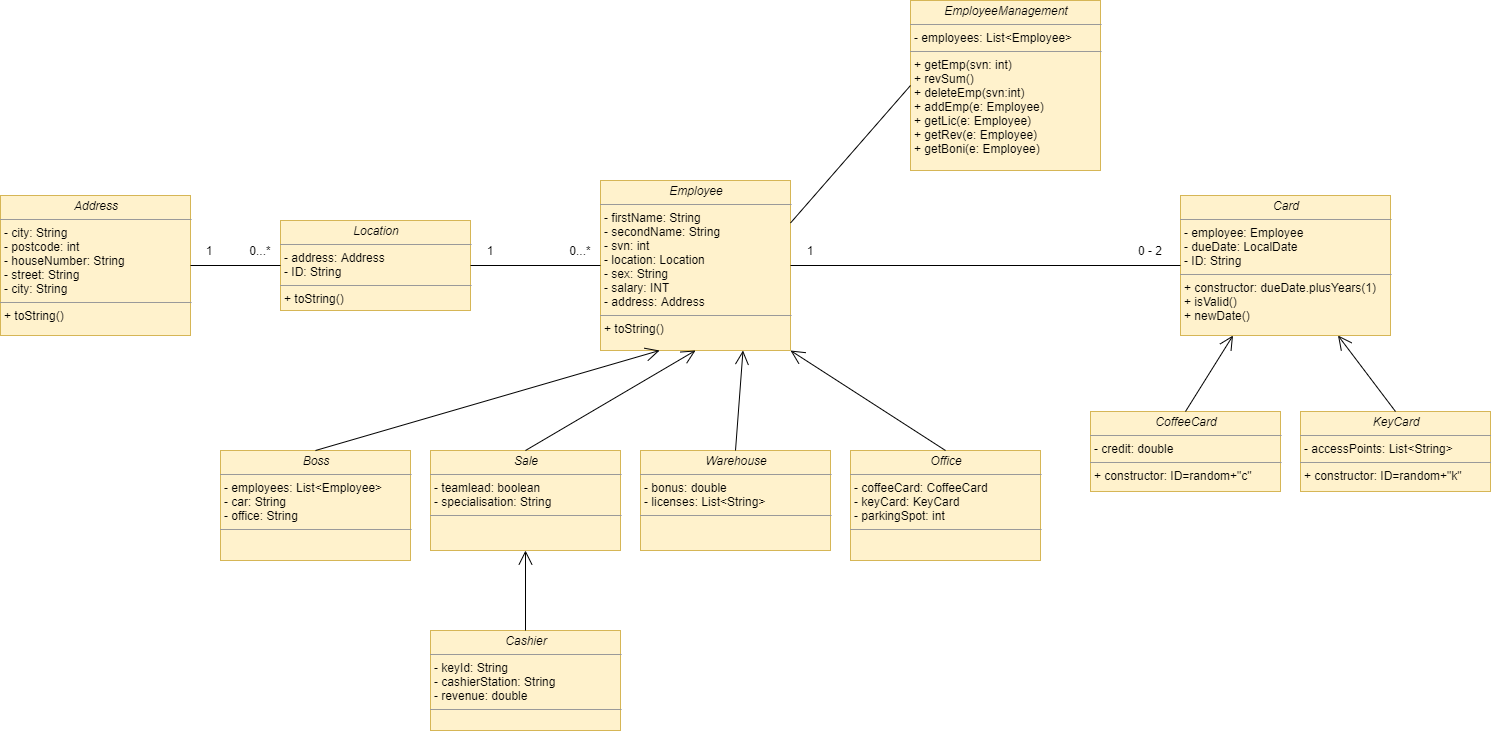 EmployeeManagement
- employees: List<Employee>
+ getEmp(svn: int)
+ revSum()
+ deleteEmp(svn:int)
+ addEmp(e: Employee)
+ getLic(e: Employee)
+ getRev(e: Employee)
+ getBoni(e: Employee)
Address
- city: String
- postcode: int
- houseNumber: String
- street: String
- city: String
+ toString()
1
0...*
Location
- address: Address
- ID: String
+ toString()
1
0...*
Employee
- firstName: String
- secondName: String
- svn: int
- location: Location
- sex: String
- salary: INT
- address: Address
+ toString()
1
0 - 2
Card
- employee: Employee
- dueDate: LocalDate
- ID: String
+ constructor: dueDate.plusYears(1)
+ isValid()
+ newDate()
CoffeeCard
- credit: double
+ constructor: ID=random+"c"
KeyCard
- accessPoints: List<String>
+ constructor: ID=random+"k"
Boss
- employees: List<Employee>
- car: String
- office: String
Sale
- teamlead: boolean
- specialisation: String
Warehouse
- bonus: double
- licenses: List<String>
Office
- coffeeCard: CoffeeCard
- keyCard: KeyCard
- parkingSpot: int
Cashier
- keyId: String
- cashierStation: String
- revenue: double